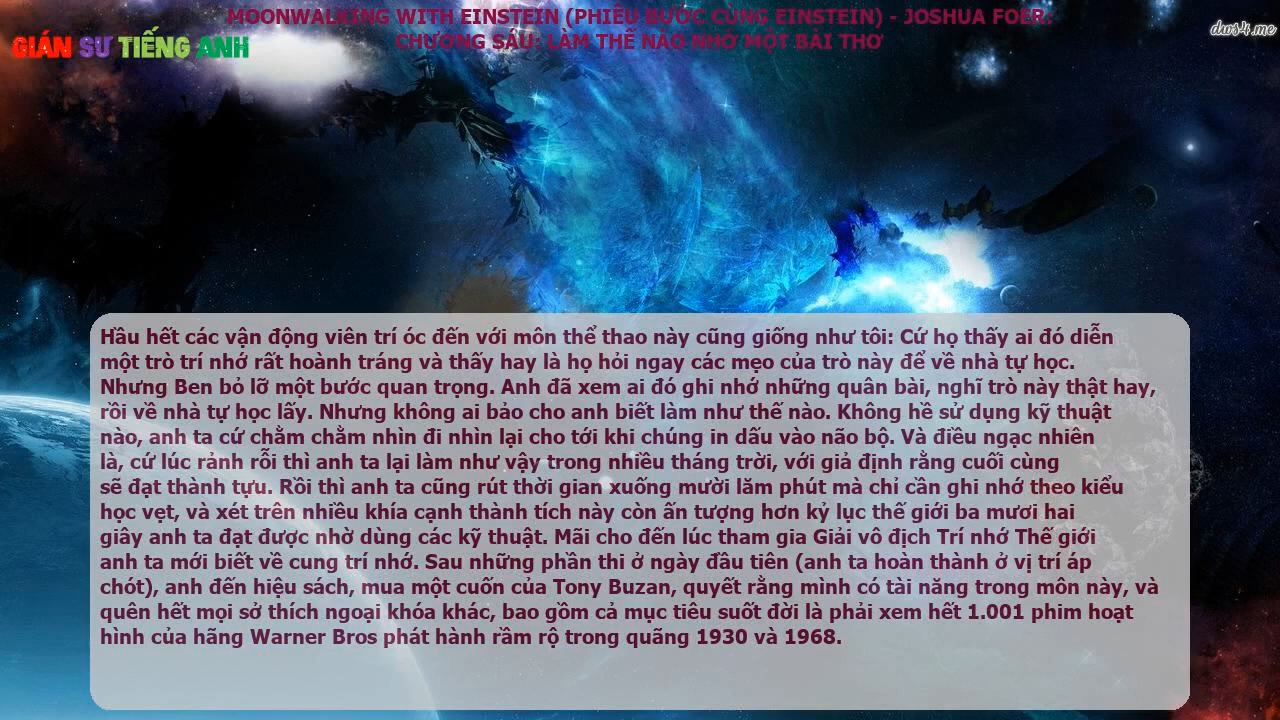 MOONWALKING WITH EINSTEIN (PHIÊU BƯỚC CÙNG EINSTEIN) - JOSHUA FOER:
CHƯƠNG SÁU: LÀM THẾ NÀO NHỚ MỘT BÀI THƠ
GIÁN SƯ TIẾNG ANH
dws4.me
Hầu hết các vận động viên trí óc đến với môn thể thao này cũng giống như tôi: Cứ họ thấy ai đó diễn
một trò trí nhớ rất hoành tráng và thấy hay là họ hỏi ngay các mẹo của trò này để về nhà tự học.
Nhưng Ben bỏ lỡ một bước quan trọng. Anh đã xem ai đó ghi nhớ những quân bài, nghĩ trò này thật hay,
rồi về nhà tự học lấy. Nhưng không ai bảo cho anh biết làm như thế nào. Không hề sử dụng kỹ thuật
nào, anh ta cứ chằm chằm nhìn đi nhìn lại cho tới khi chúng in dấu vào não bộ. Và điều ngạc nhiên
là, cứ lúc rảnh rỗi thì anh ta lại làm như vậy trong nhiều tháng trời, với giả định rằng cuối cùng
sẽ đạt thành tựu. Rồi thì anh ta cũng rút thời gian xuống mười lăm phút mà chỉ cần ghi nhớ theo kiểu
học vẹt, và xét trên nhiều khía cạnh thành tích này còn ấn tượng hơn kỷ lục thế giới ba mươi hai
giây anh ta đạt được nhờ dùng các kỹ thuật. Mãi cho đến lúc tham gia Giải vô địch Trí nhớ Thế giới
anh ta mới biết về cung trí nhớ. Sau những phần thi ở ngày đầu tiên (anh ta hoàn thành ở vị trí áp
chót), anh đến hiệu sách, mua một cuốn của Tony Buzan, quyết rằng mình có tài năng trong môn này, và
quên hết mọi sở thích ngoại khóa khác, bao gồm cả mục tiêu suốt đời là phải xem hết 1.001 phim hoạt
hình của hãng Warner Bros phát hành rầm rộ trong quãng 1930 và 1968.